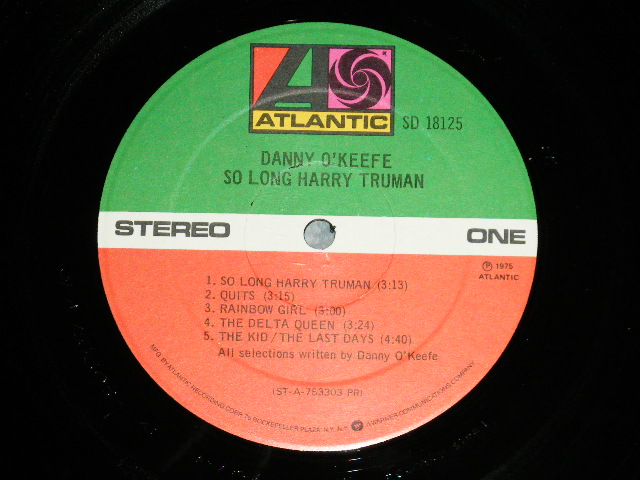 ATLANTIC
SD 18125
DANNY O'KEEFE
SO LONG HARRY TRUMAN
STEREO
ONE
℗ 1975
ATLANTIC
1. SO LONG HARRY TRUMAN (3:13)
2. QUITS (3:15)
3. RAINBOW GIRL (3:00)
4. THE DELTA QUEEN (3:24)
5. THE KID/THE LAST DAYS (4:40)
All selections written by Danny O'Keefe
(ST-A-753303 PR)
MFG. BY ATLANTIC RECORDING CORP., 75 ROCKEFELLER PLAZA, N.Y., N.Y. A WARNER COMMUNICATIONS COMPANY